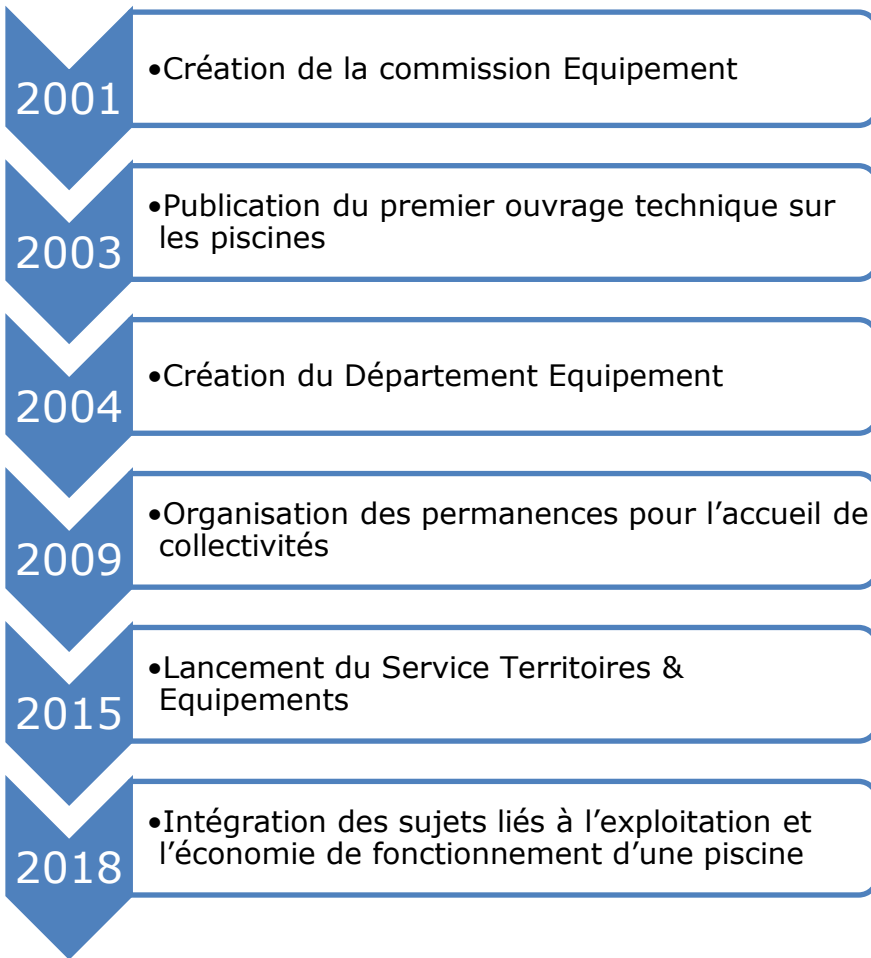 2001
•Création de la commission Equipement
2003
•Publication du premier ouvrage technique sur
les piscines
2004
•Création du Département Equipement
2009
•Organisation des permanences pour l’accueil de
collectivités
2015
•Lancement du Service Territoires &
Equipements
2018
•Intégration des sujets liés à l’exploitation et
l’économie de fonctionnement d’une piscine